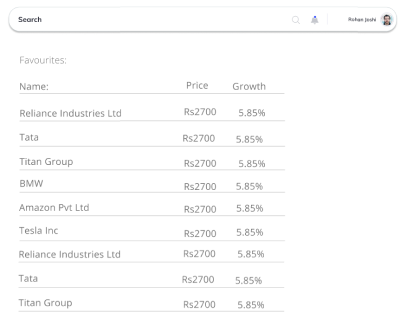 Search Rohan Joshi
Favourites:
Name: Price Growth
Reliance Industries Ltd Rs2700 5.85%
Tata Rs2700 5.85%
Titan Group Rs2700 5.85%
BMW Rs2700 5.85%
Amazon Pvt Ltd Rs2700 5.85%
Tesla Inc Rs2700 5.85%
Reliance Industries Ltd Rs2700 5.85%
Tata Rs2700 5.85%
Titan Group Rs2700 5.85%